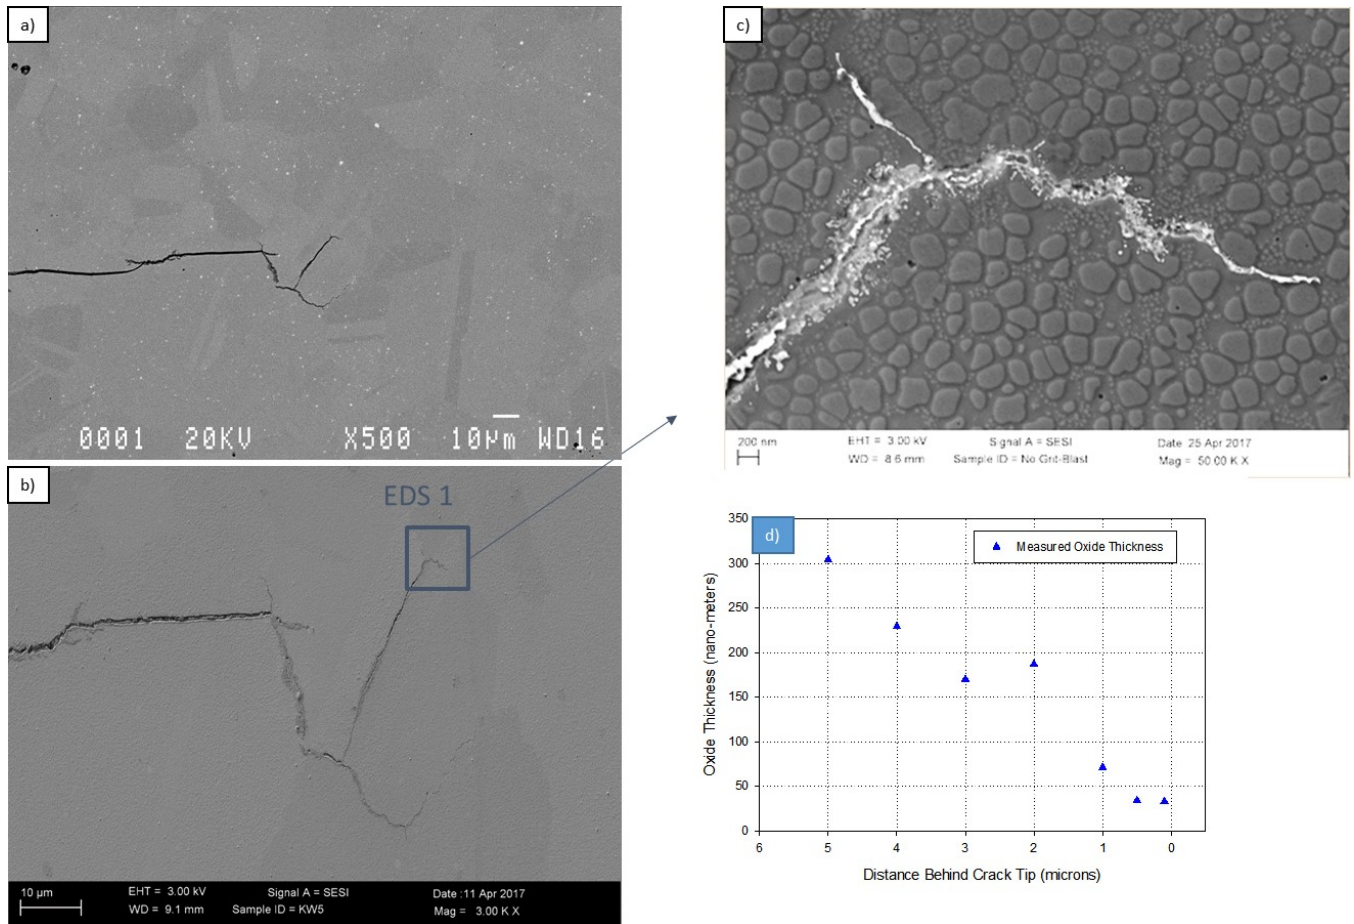 a)
0001 20KV X500 10µm WD16
b)
EDS 1
10 µm
EHT = 3.00 kV
Signal A = SESI
Date :11 Apr 2017
WD = 9.1 mm
Sample ID = KW5
Mag = 3.00 K X
c)
200 nm
EHT = 3.00 kV
Signal A = SESI
Date 25 Apr 2017
WD = 8.6 mm
Sample ID = No Grit-Blast
Mag = 50.00 K X
d)
Measured Oxide Thickness
Oxide Thickness (nano-meters)
350
300
250
200
150
100
50
0
6 5 4 3 2 1 0
Distance Behind Crack Tip (microns)